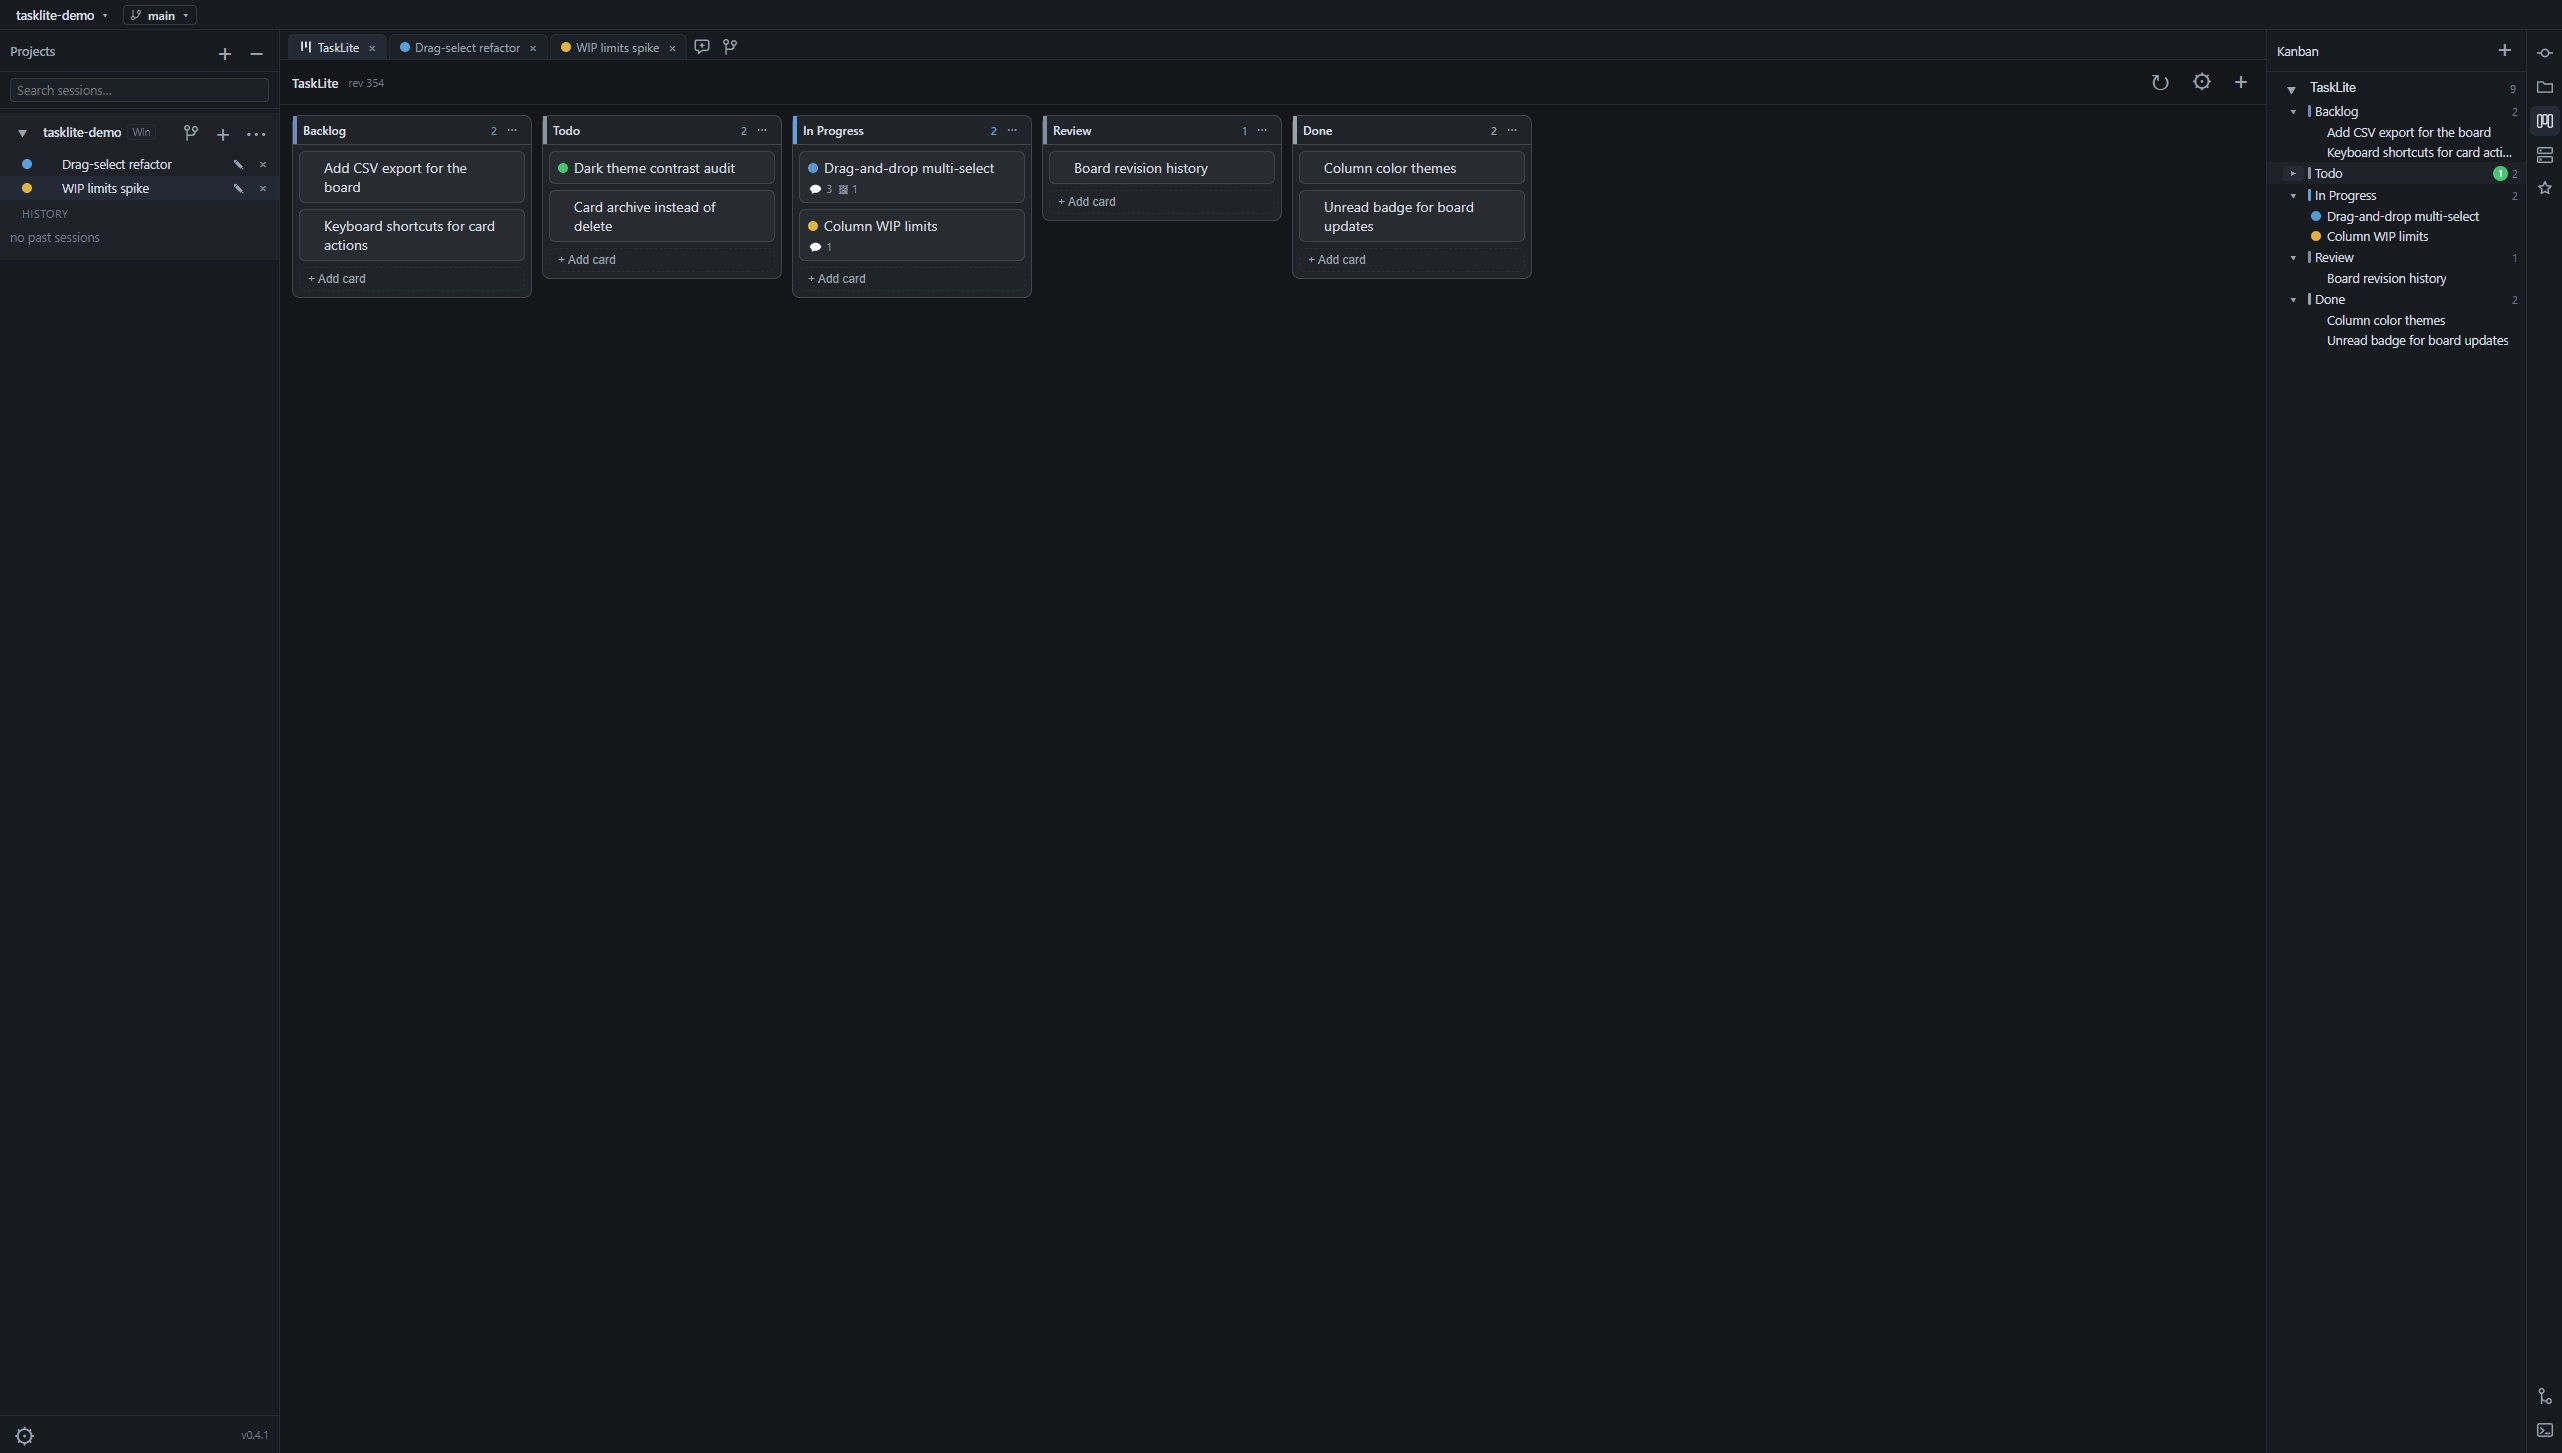 tasklite-demo
main
Projects
Search sessions...
tasklite-demo Win
Drag-select refactor
WIP limits spike
HISTORY
no past sessions
v0.4.1
TaskLite
Drag-select refactor
WIP limits spike
TaskLite rev 354
Backlog 2
Add CSV export for the
board
Keyboard shortcuts for card
actions
+ Add card
Todo 2
Dark theme contrast audit
Card archive instead of
delete
+ Add card
In Progress 2
Drag-and-drop multi-select
3 1
Column WIP limits
1
+ Add card
Review 1
Board revision history
+ Add card
Done 2
Column color themes
Unread badge for board
updates
+ Add card
Kanban
TaskLite 9
Backlog 2
Add CSV export for the board
Keyboard shortcuts for card acti...
Todo 1 2
In Progress 2
Drag-and-drop multi-select
Column WIP limits
Review 1
Board revision history
Done 2
Column color themes
Unread badge for board updates